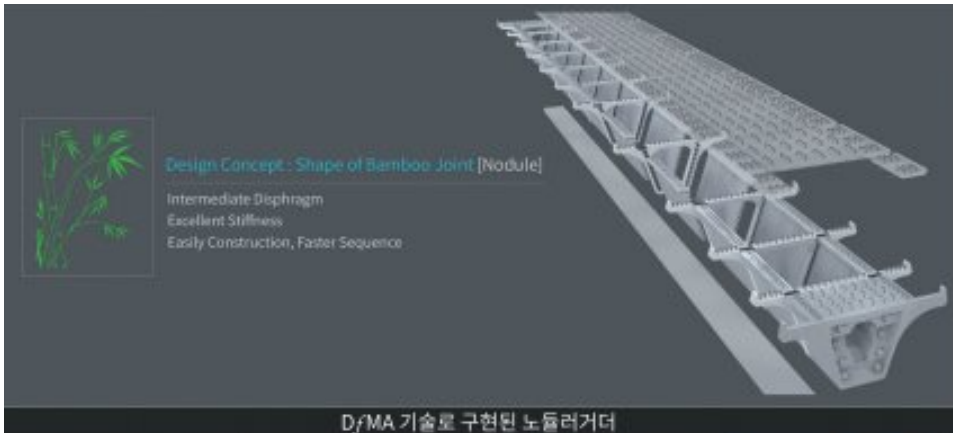 Design Concept : Shape of Bamboo Joint [Nodule]
Intermediate Disphragm
Excellent Stiffness
Easily Construction, Faster Sequence
DƒMA 기술로 구현된 노듈러거더